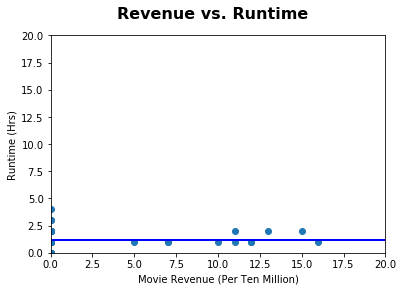 Revenue vs. Runtime
20.0
17.5
15.0
12.5
10.0
7.5
5.0
2.5
0.0
Runtime (Hrs)
0.0 2.5 5.0 7.5 10.0 12.5 15.0 17.5 20.0
Movie Revenue (Per Ten Million)